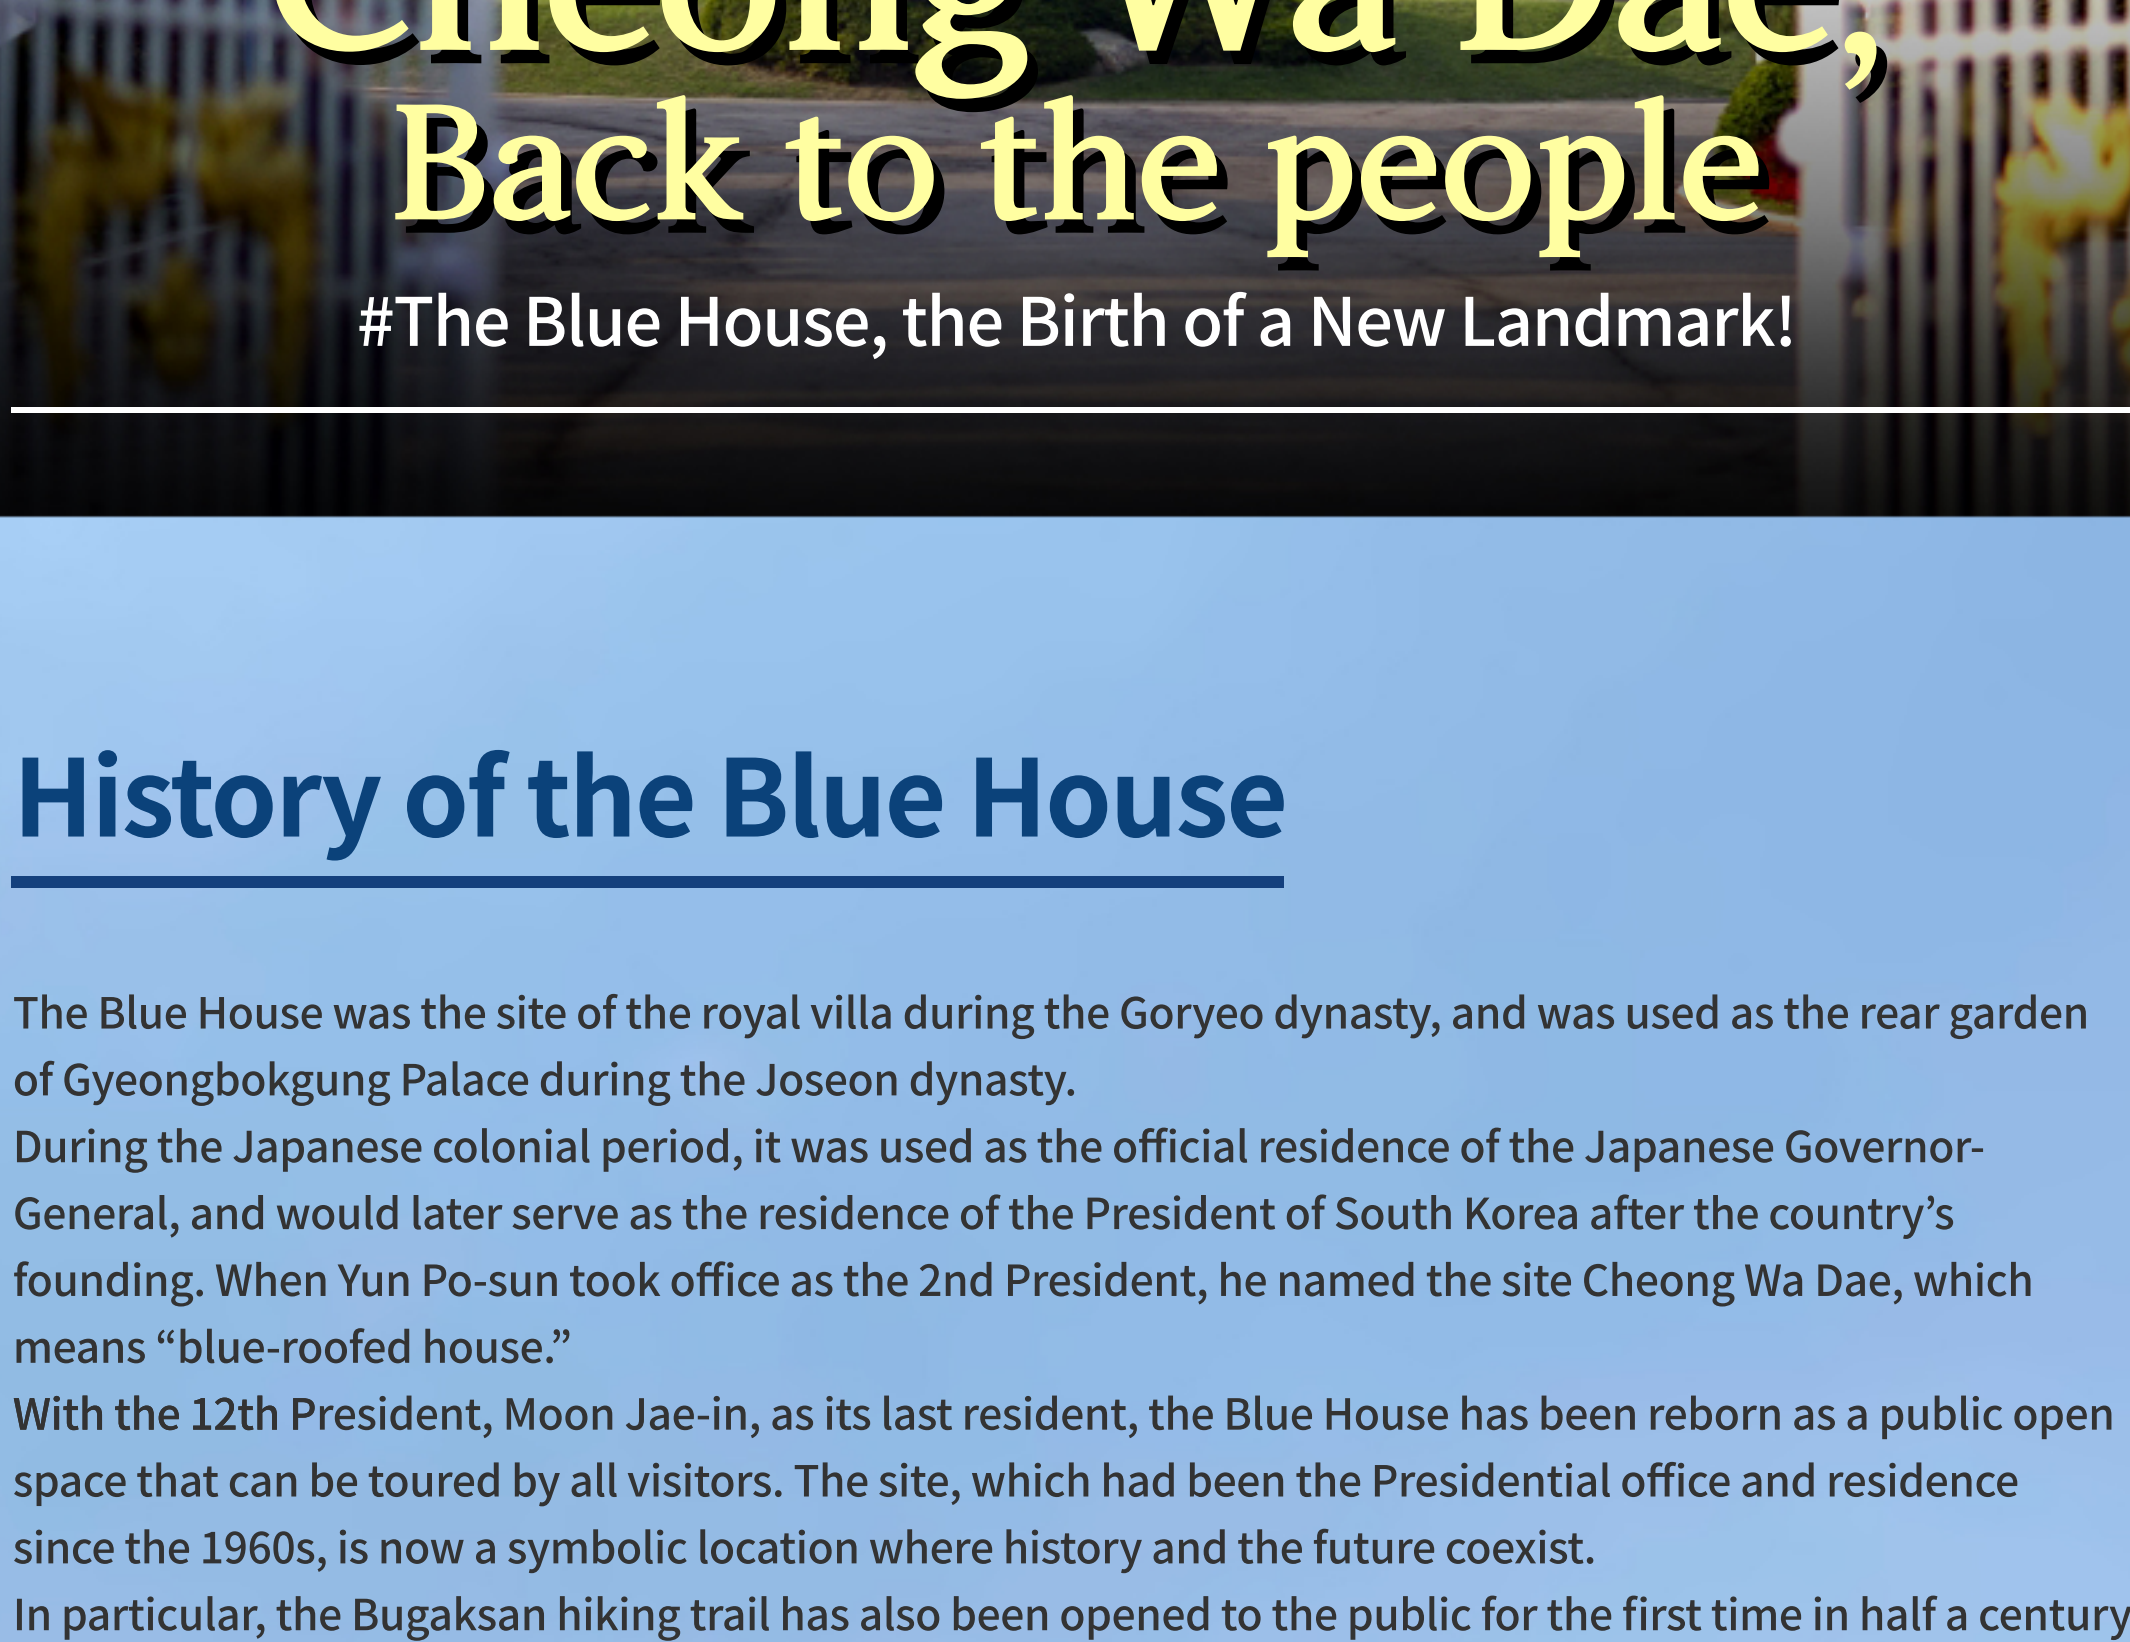 Cheong Wa Dae,
Back to the people
#The Blue House, the Birth of a New Landmark!
History of the Blue House
The Blue House was the site of the royal villa during the Goryeo dynasty, and was used as the rear garden
of Gyeongbokgung Palace during the Joseon dynasty.
During the Japanese colonial period, it was used as the official residence of the Japanese Governor-
General, and would later serve as the residence of the President of South Korea after the country’s
founding. When Yun Po-sun took office as the 2nd President, he named the site Cheong Wa Dae, which
means “blue-roofed house.”
With the 12th President, Moon Jae-in, as its last resident, the Blue House has been reborn as a public open
space that can be toured by all visitors. The site, which had been the Presidential office and residence
since the 1960s, is now a symbolic location where history and the future coexist.
In particular, the Bugaksan hiking trail has also been opened to the public for the first time in half a century